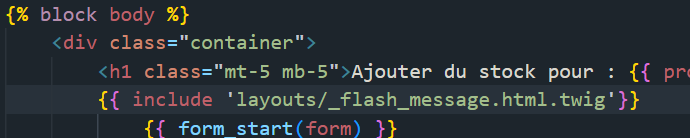 {% block body %}
<div class="container">
<h1 class="mt-5 mb-5">Ajouter du stock pour : {{ pro
{{ include 'layouts/_flash_message.html.twig'}}
{{ form_start(form) }}